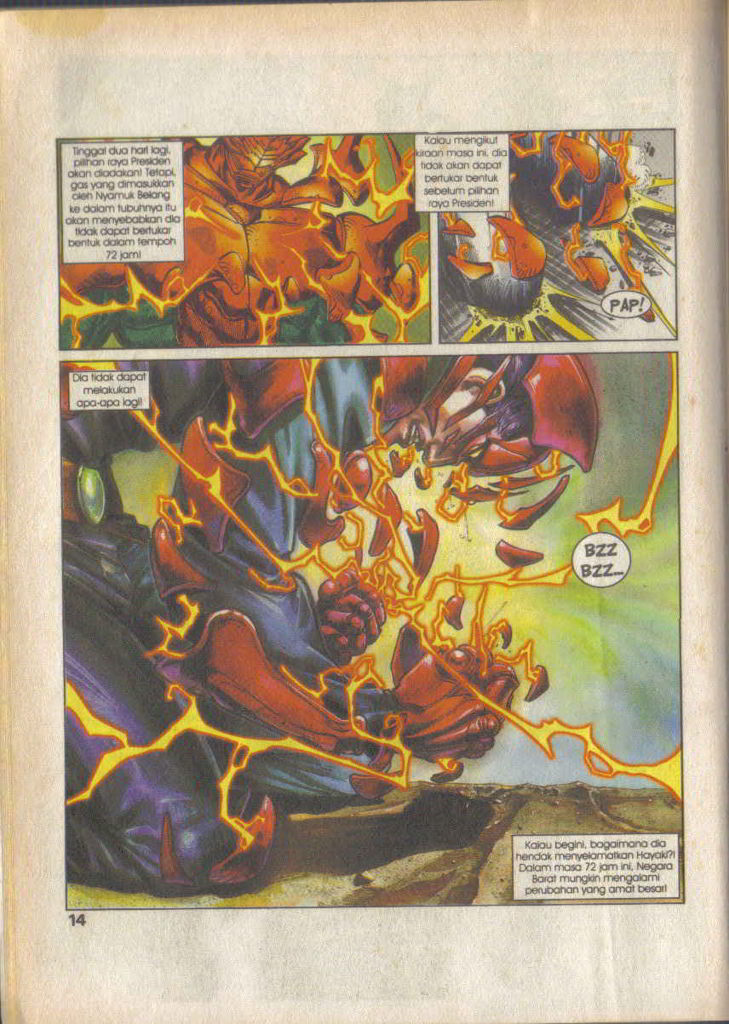 Tinggal dua hari lagi,
pilihan raya Presiden
akan diadakan! Tetapi,
gas yang dimasukkan
oleh Nyamuk Belang
ke dalam tubuhnya itu
akan menyebabkan dia
tidak dapat bertukar
bentuk dalam tempoh
72 jam!
Kalau mengikut
kiraan masa ini, dia
tidak akan dapat
bertukar bentuk
sebelum pilihan
raya Presiden!
PAP!
Dia tidak dapat
melakukan
apa-apa lagi!
BZZ
BZZ...
Kalau begini, bagaimana dia
hendak menyelamatkan Hayaki?!
Dalam masa 72 jam ini, Negara
Barat mungkin mengalami
perubahan yang amat besar!
14